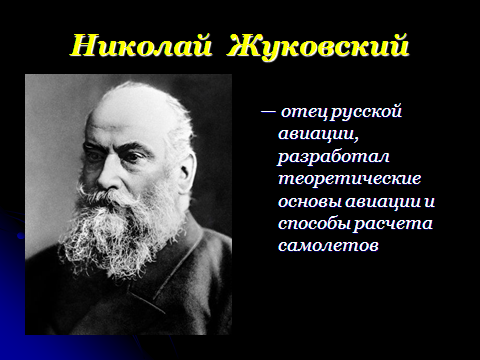 Николай Жуковский
— отец русской
авиации,
разработал
теоретические
основы авиации и
способы расчета
самолетов